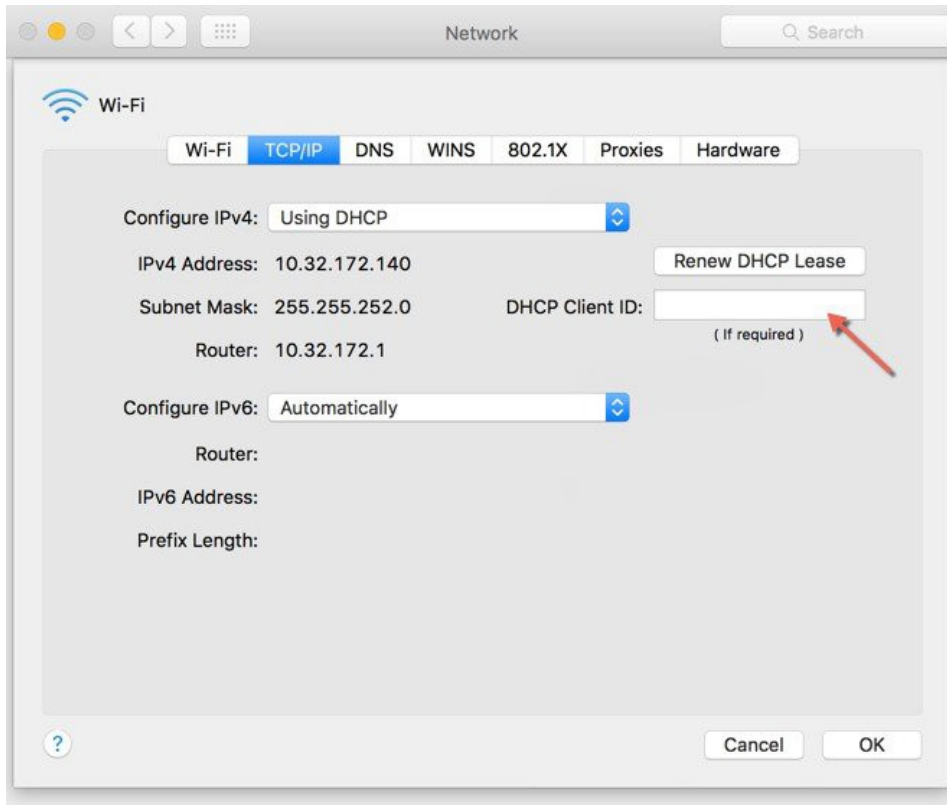 Network
Search
Wi-Fi
Wi-Fi TCP/IP DNS WINS 802.1X Proxies Hardware
Configure IPv4: Using DHCP
IPv4 Address: 10.32.172.140 Renew DHCP Lease
Subnet Mask: 255.255.252.0 DHCP Client ID:
( If required )
Router: 10.32.172.1
Configure IPv6: Automatically
Router:
IPv6 Address:
Prefix Length:
? Cancel OK